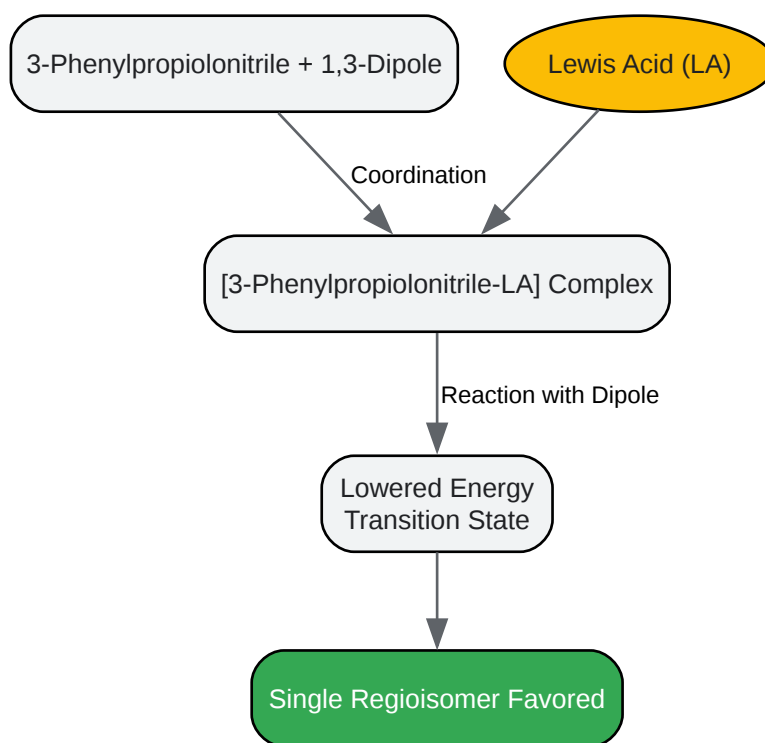 3-Phenylpropiolonitrile + 1,3-Dipole
Lewis Acid (LA)
Coordination
[3-Phenylpropiolonitrile-LA] Complex
Reaction with Dipole
Lowered Energy
Transition State
Single Regioisomer Favored